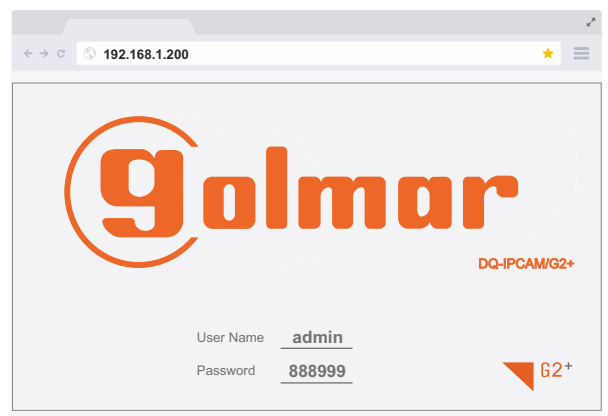 192.168.1.200
golmar
DQ-IPCAM/G2+
User Name admin
Password 888999
G2+